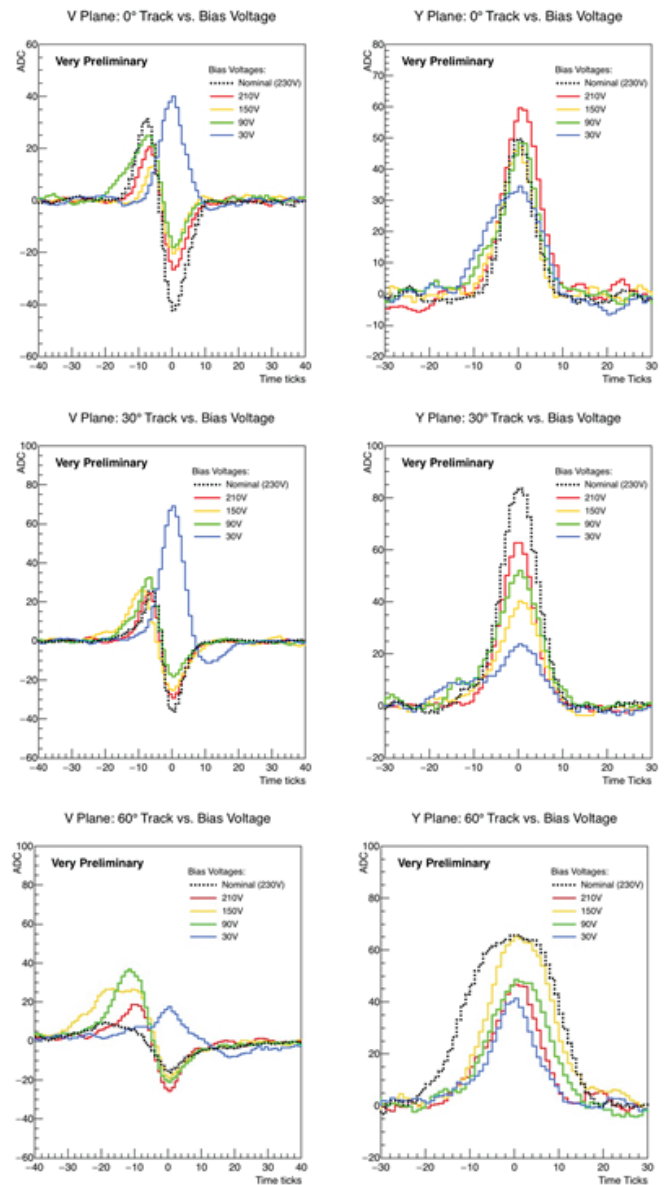 V Plane: 0° Track vs. Bias Voltage
ADC
Very Preliminary
Bias Voltages:
Nominal (230V)
210V
150V
90V
30V
60
40
20
0
−20
−40
−60
−40 −30 −20 −10 0 10 20 30 40
Time ticks
Y Plane: 0° Track vs. Bias Voltage
ADC
Very Preliminary
Bias Voltages:
Nominal (230V)
210V
150V
90V
30V
80
70
60
50
40
30
20
10
0
−10
−20
−30 −20 −10 0 10 20 30
Time ticks
V Plane: 30° Track vs. Bias Voltage
ADC
Very Preliminary
Bias Voltages:
Nominal (230V)
210V
150V
90V
30V
100
80
60
40
20
0
−20
−40
−60
−40 −30 −20 −10 0 10 20 30 40
Time Ticks
Y Plane: 30° Track vs. Bias Voltage
ADC
Very Preliminary
Bias Voltages:
Nominal (230V)
210V
150V
90V
30V
100
80
60
40
20
0
−20
−30 −20 −10 0 10 20 30
Time Ticks
V Plane: 60° Track vs. Bias Voltage
ADC
Very Preliminary
Bias Voltages:
Nominal (230V)
210V
150V
90V
30V
100
80
60
40
20
0
−20
−40
−60
−40 −30 −20 −10 0 10 20 30 40
Time Ticks
Y Plane: 60° Track vs. Bias Voltage
ADC
Very Preliminary
Bias Voltages:
Nominal (230V)
210V
150V
90V
30V
100
80
60
40
20
0
−20
−30 −20 −10 0 10 20 30
Time Ticks